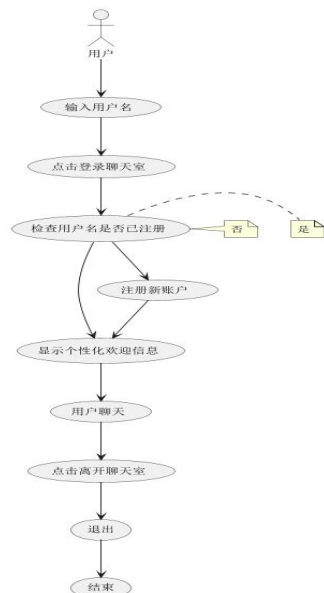 用户
输入用户名
点击登录聊天室
检查用户名是否已注册
否
是
注册新账户
显示个性化欢迎信息
用户聊天
点击离开聊天室
退出
结束